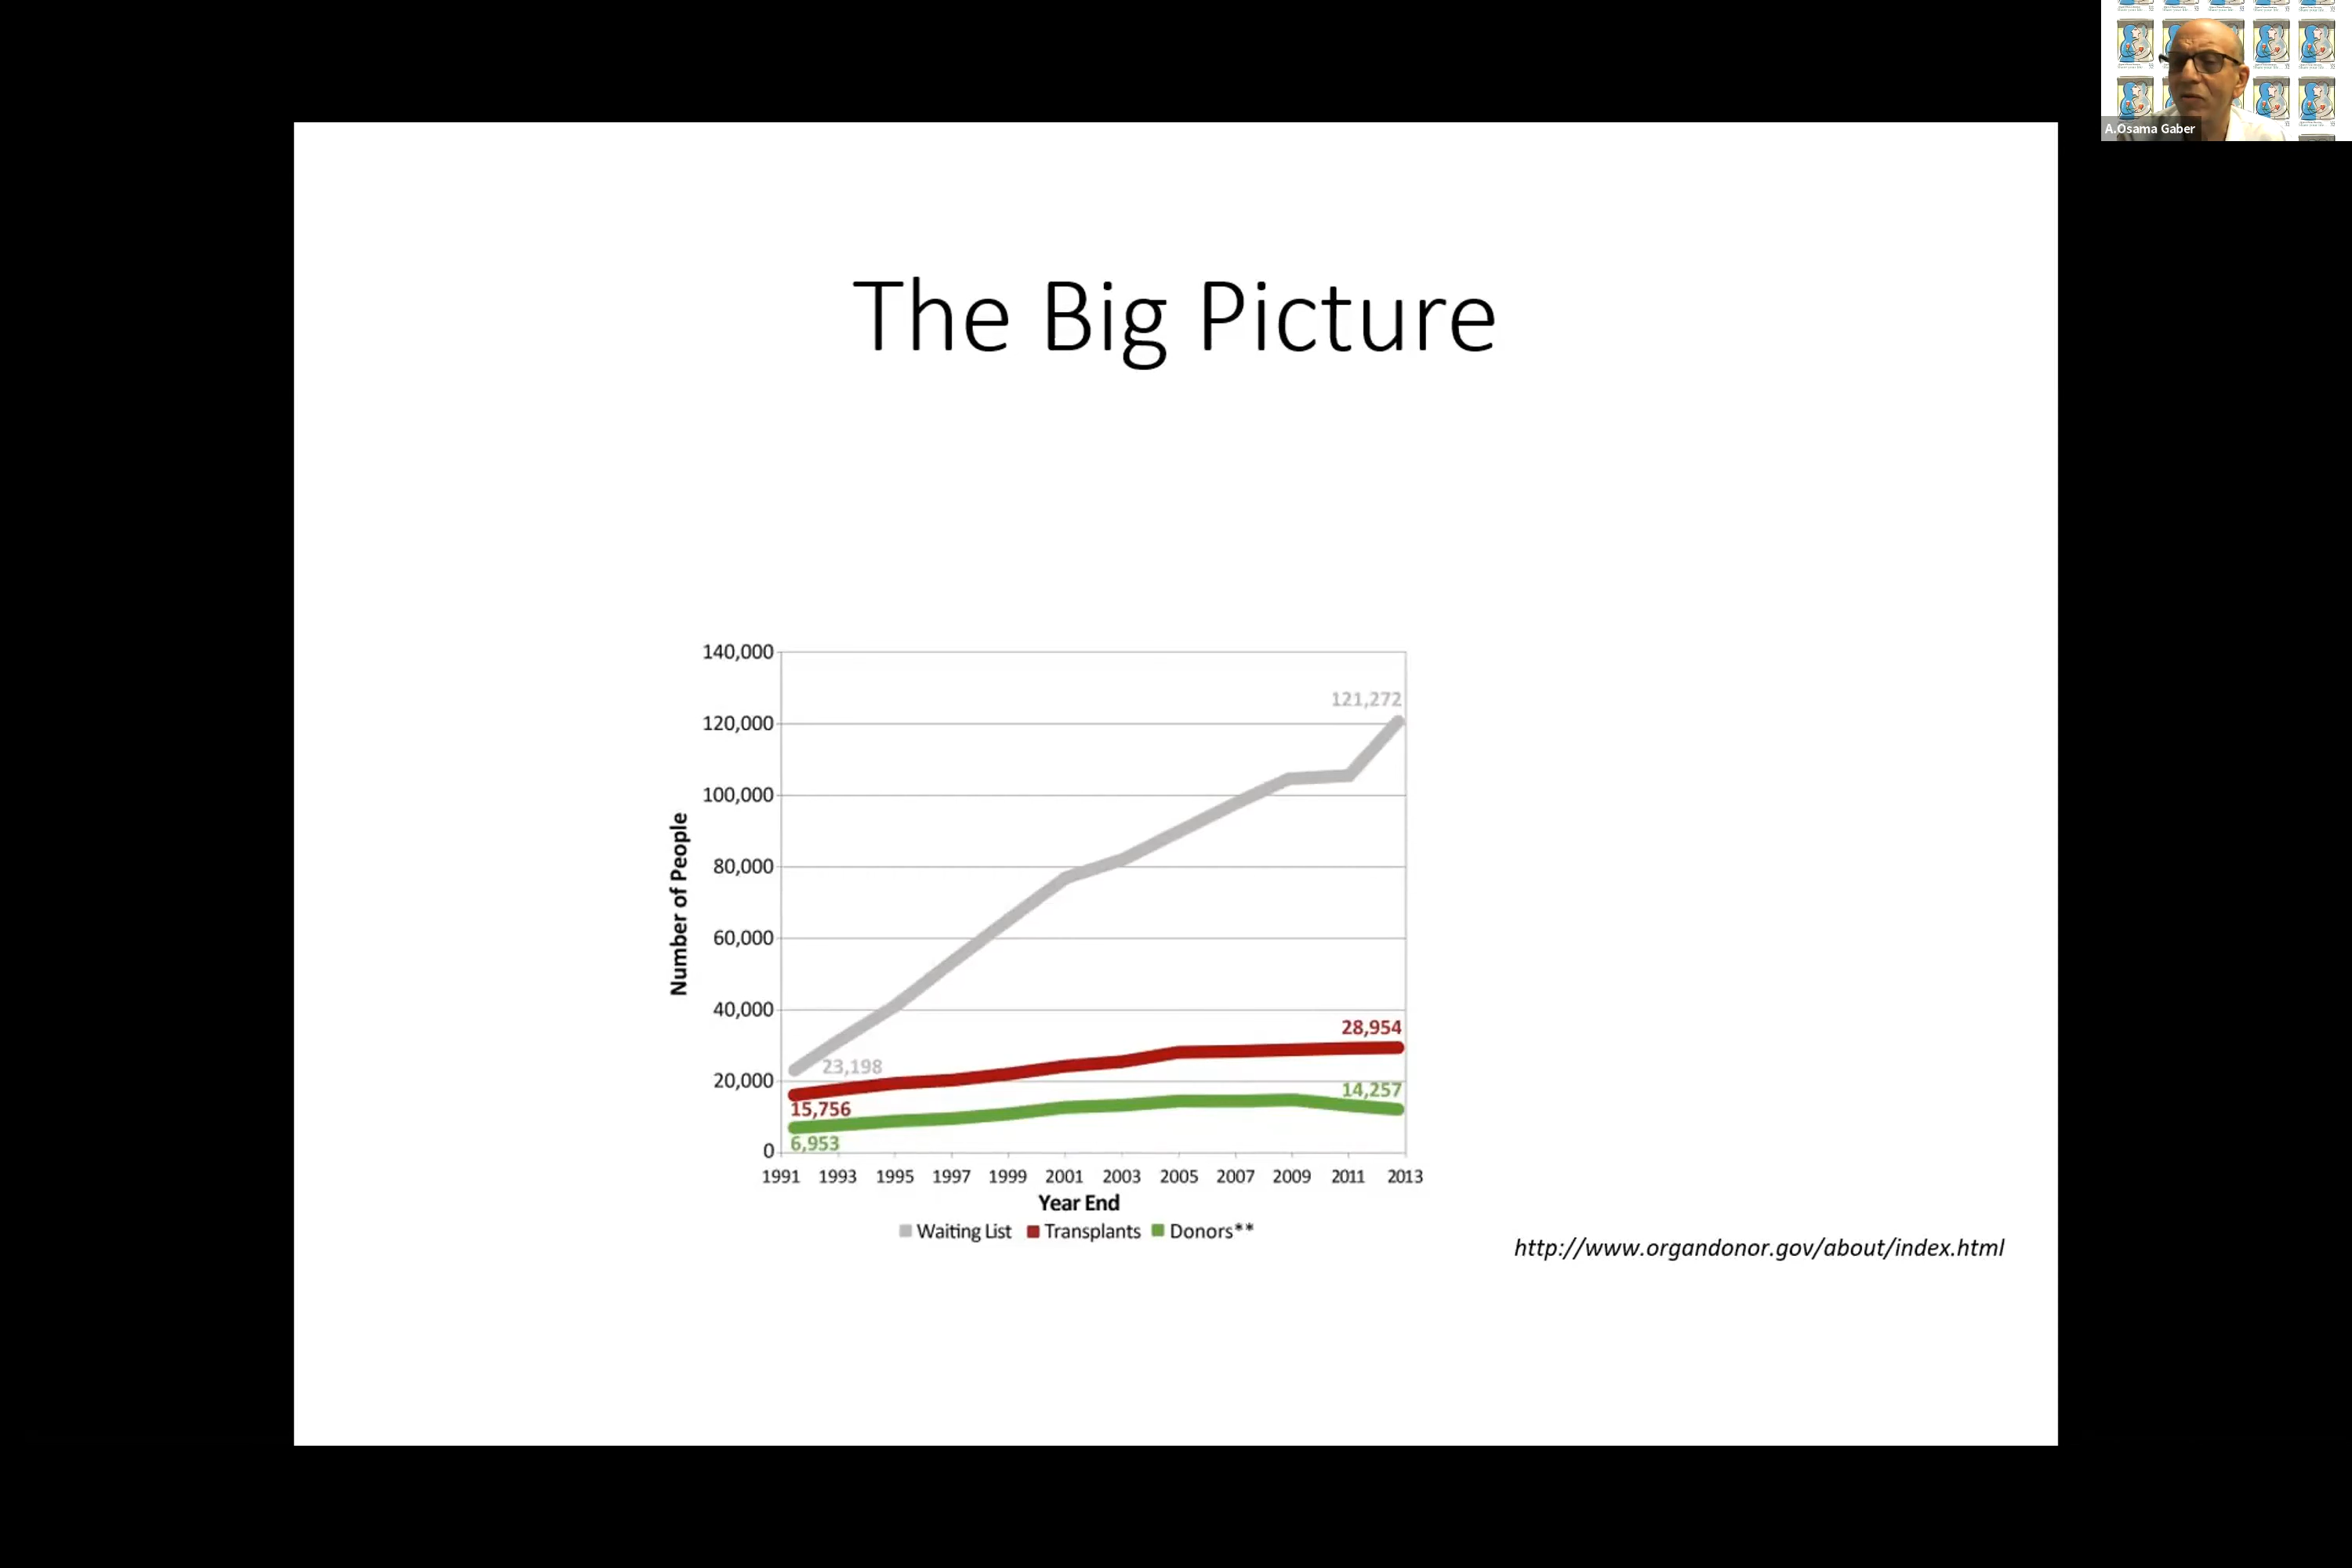 A.Osama Gaber
The Big Picture
140,000
121,272
120,000
100,000
80,000
60,000
40,000
28,954
23,198
20,000
14,257
15,756
6,953
0
Number of People
1991 1993 1995 1997 1999 2001 2003 2005 2007 2009 2011 2013
Year End
Waiting List Transplants Donors**
http://www.organdonor.gov/about/index.html